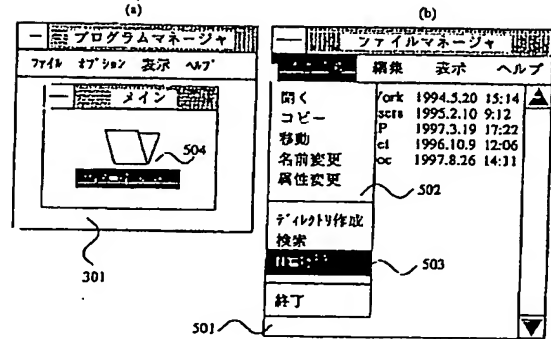 (a)
プログラムマネージャ
ファイル オプション 表示 ヘルプ
メイン
504
301
(b)
ファイルマネージャ
編集 表示 ヘルプ
開く
コピー
移動
名前変更
属性変更
ディレクトリ作成
検索
終了
1994.5.20 15:14
1995.2.10 9:12
1997.3.19 17:22
1996.10.9 12:06
1997.8.26 14:31
502
503
501